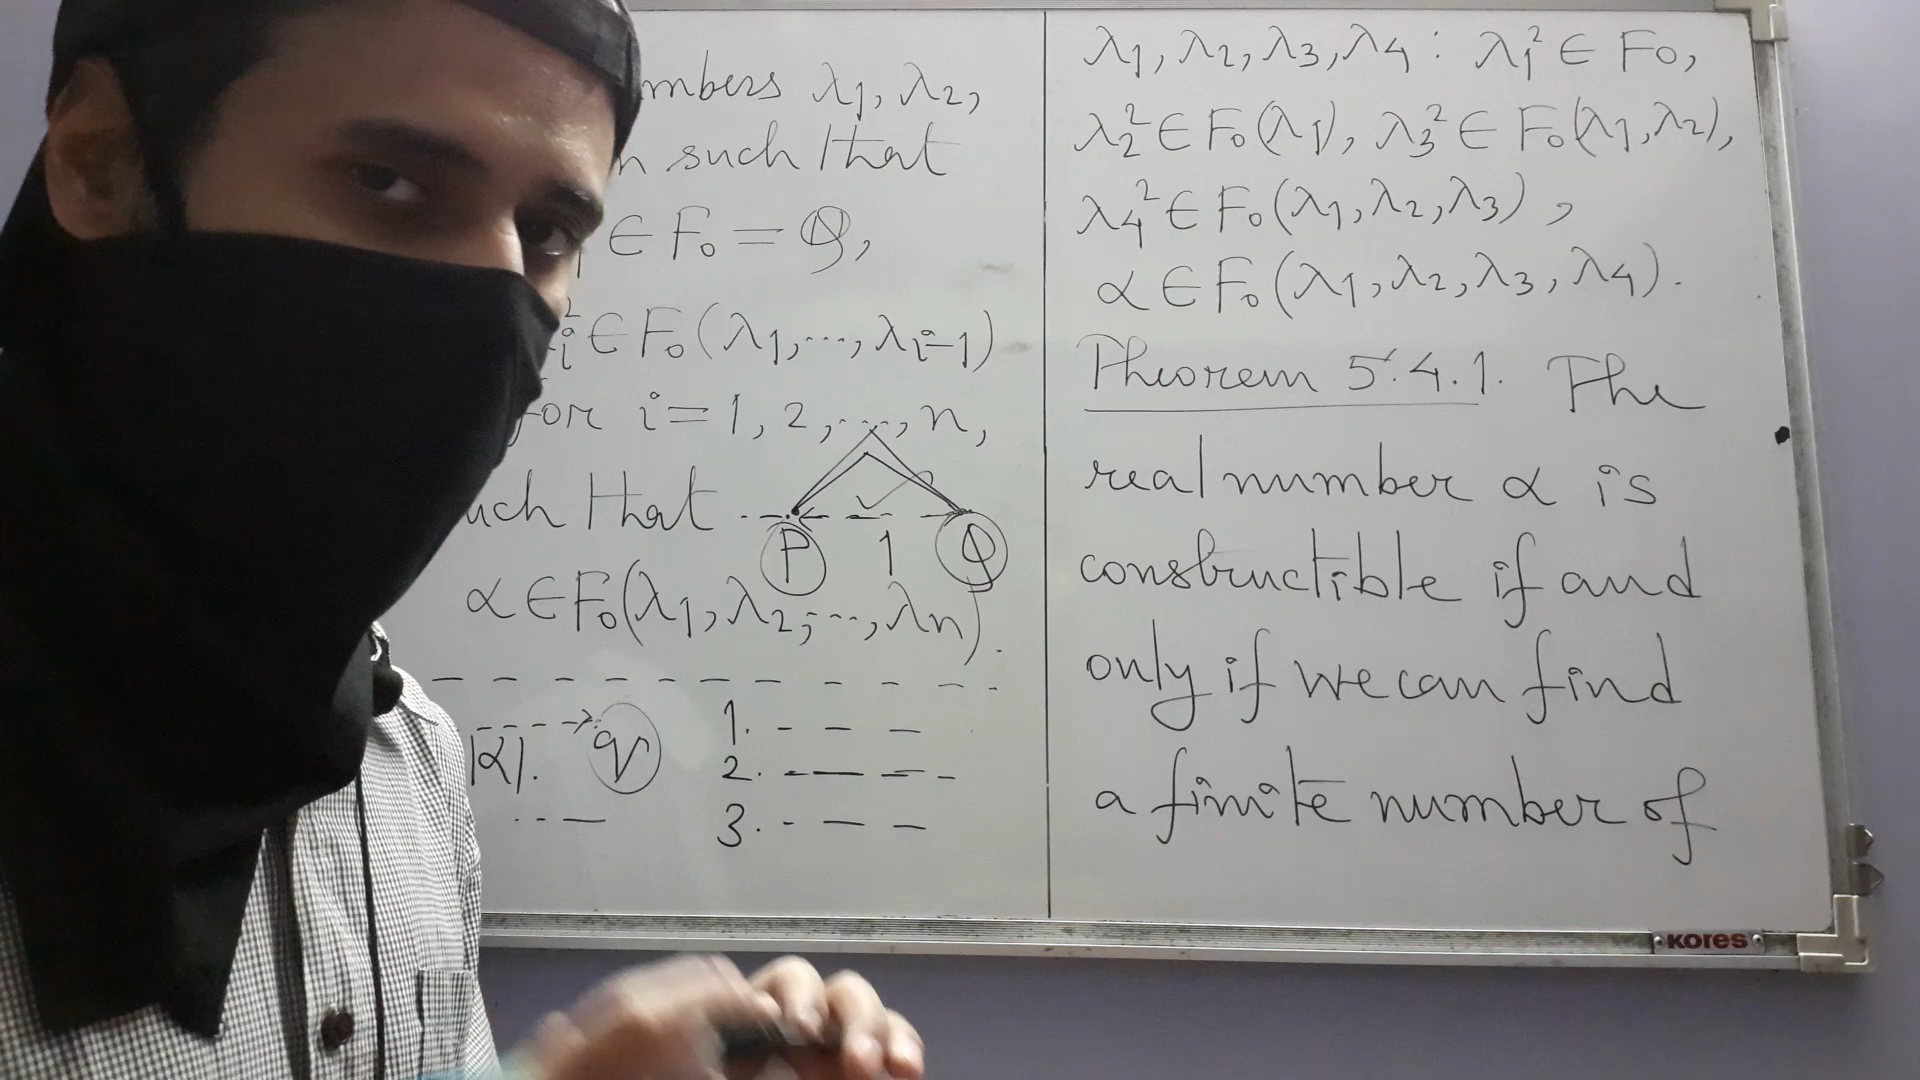 mbers λ1, λ2,
n such that
∈ F₀ = Q,
i² ∈ F₀(λ1, ..., λi-1)
for i = 1, 2, ..., n,
uch that
P 1 Q
α ∈ F₀(λ1, λ2, ..., λn).
|α|.
1. - - -
2. - - - -
3. - - -
λ1, λ2, λ3, λ4 : λ1² ∈ F₀,
λ2² ∈ F₀(λ1), λ3² ∈ F₀(λ1, λ2),
λ4² ∈ F₀(λ1, λ2, λ3),
α ∈ F₀(λ1, λ2, λ3, λ4).
Theorem 5.4.1. The
real number α is
constructible if and
only if we can find
a finite number of
KORES